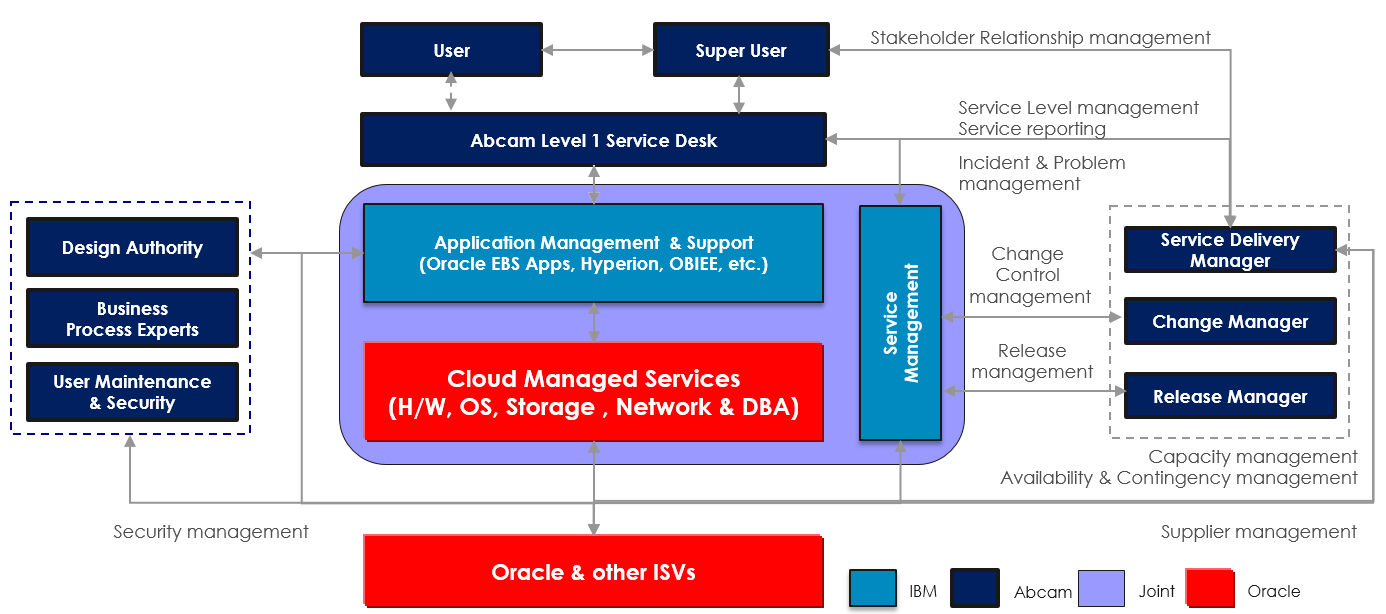 User
Super User
Stakeholder Relationship management
Abcam Level 1 Service Desk
Service Level management
Service reporting
Incident & Problem
management
Design Authority
Business
Process Experts
User Maintenance
& Security
Application Management & Support
(Oracle EBS Apps, Hyperion, OBIEE, etc.)
Cloud Managed Services
(H/W, OS, Storage , Network & DBA)
Service
Management
Change
Control
management
Release
management
Service Delivery
Manager
Change Manager
Release Manager
Capacity management
Availability & Contingency management
Security management
Supplier management
Oracle & other ISVs
IBM
Abcam
Joint
Oracle